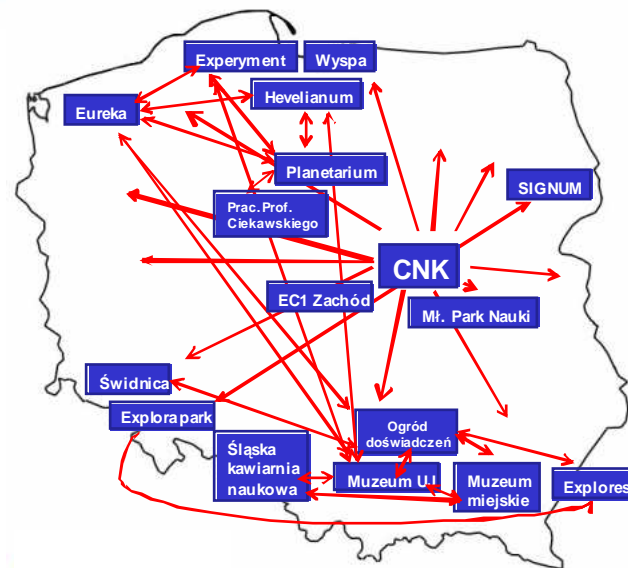 Experyment
Wyspa
Hevelianum
Eureka
Planetarium
SIGNUM
Prac. Prof.
Ciekawskiego
CNK
EC1 Zachód
Mł. Park Nauki
Świdnica
Explorapark
Ogród
doświadczeń
Śląska
kawiarnia
naukowa
Muzeum UJ
Muzeum
miejskie
Explores